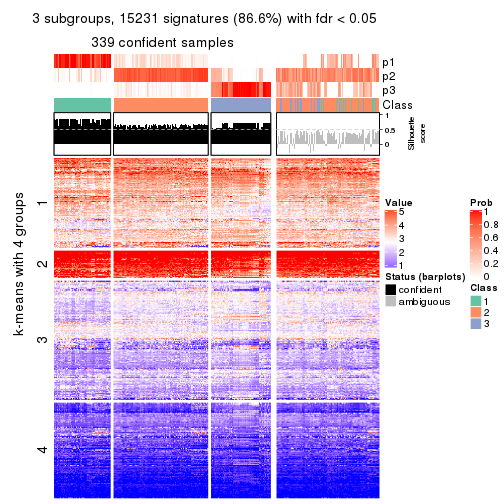 3 subgroups, 15231 signatures (86.6%) with fdr < 0.05
339 confident samples
p1
p2
p3
Class
1
0.5
0
Silhouette
score
k-means with 4 groups
1
2
3
4
Value
5
4
3
2
1
Status (barplots)
confident
ambiguous
Prob
1
0.8
0.6
0.4
0.2
0
Class
1
2
3